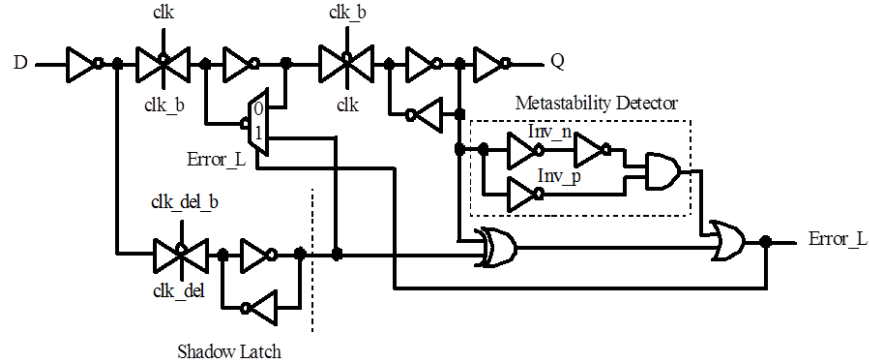 clk
clk_b
D
Q
clk_b
clk
Metastability Detector
0
1
Inv_n
Error_L
Inv_p
clk_del_b
Error_L
clk_del
Shadow Latch